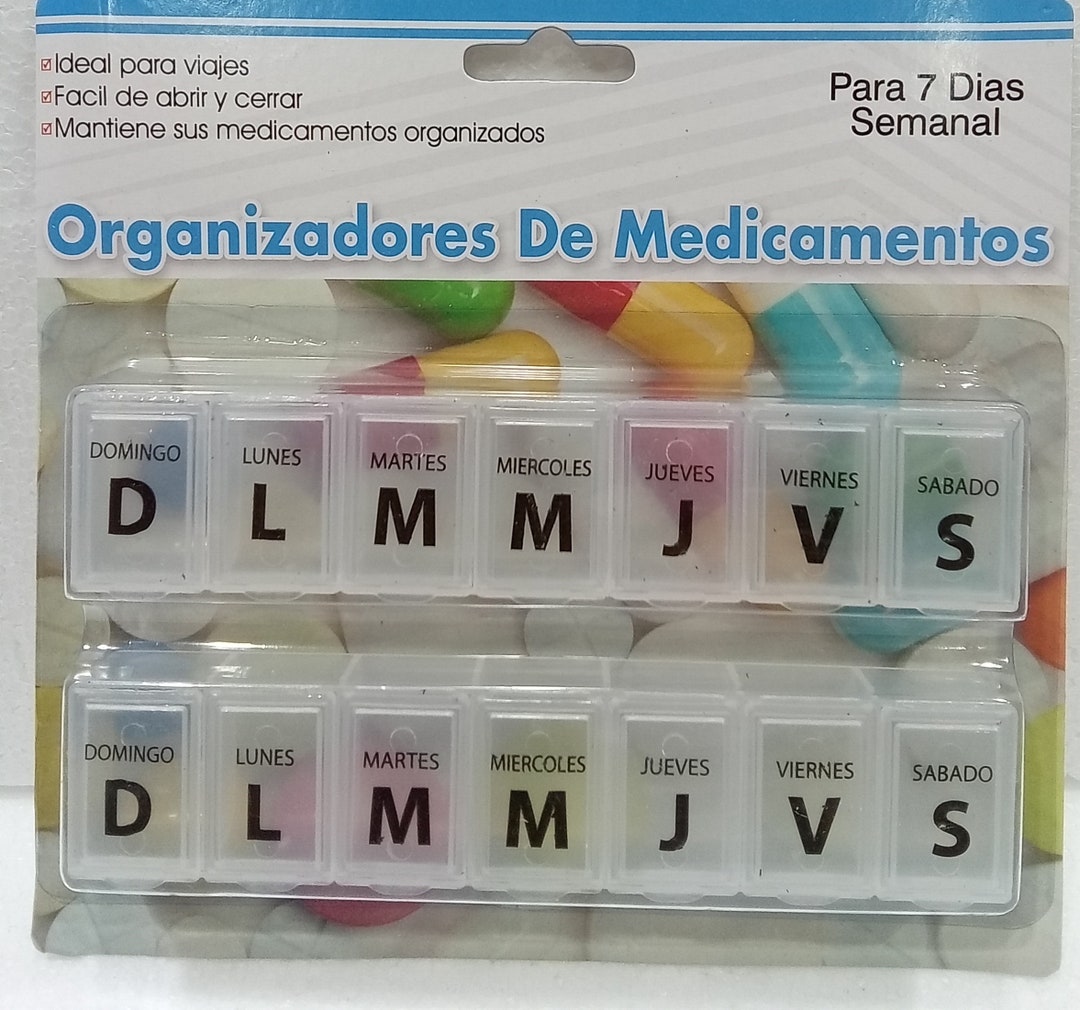 Ideal para viajes
Facil de abrir y cerrar
Mantiene sus medicamentos organizados
Para 7 Dias
Semanal
Organizadores De Medicamentos
DOMINGO LUNES MARTES MIERCOLES JUEVES VIERNES SABADO
D L M M J V S
DOMINGO LUNES MARTES MIERCOLES JUEVES VIERNES SABADO
D L M M J V S